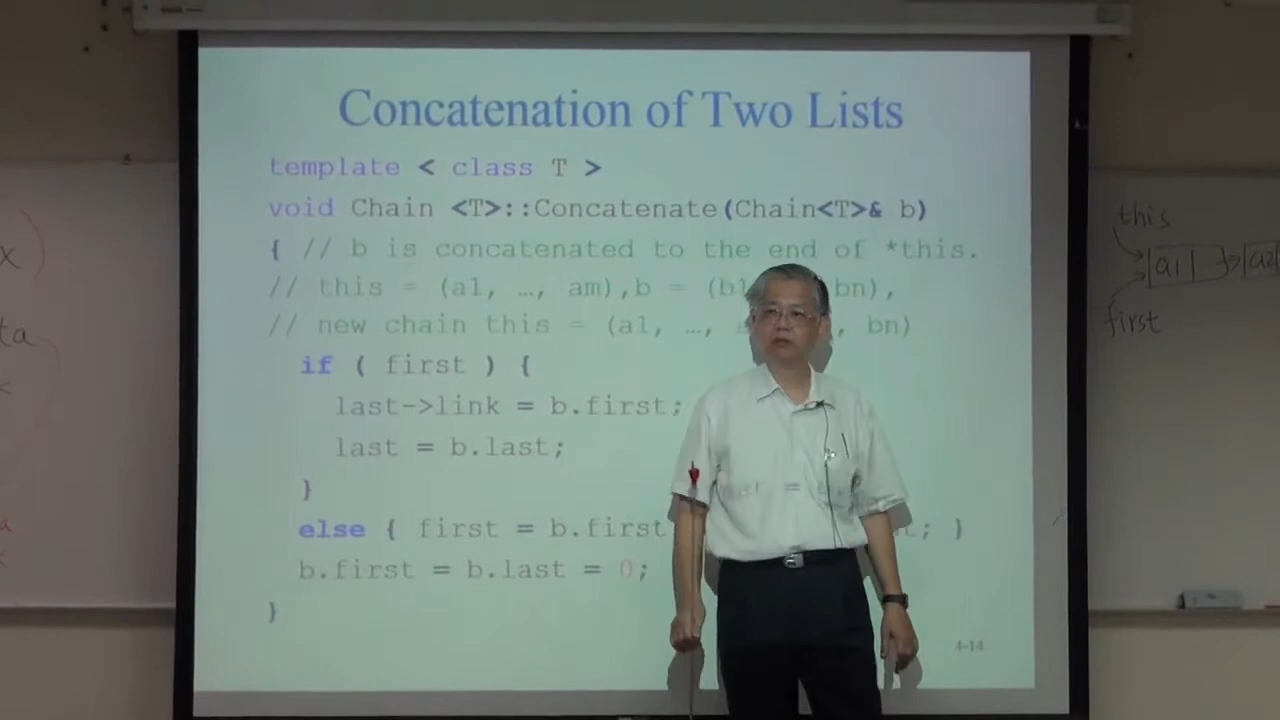 Concatenation of Two Lists
template < class T >
void Chain <T>::Concatenate(Chain<T>& b)
{ // b is concatenated to the end of *this.
// this = (a1, …, am),b = (b1 bn),
// new chain this = (a1, …, , bn)
if ( first ) {
last->link = b.first;
last = b.last;
}
else { first = b.first ; }
b.first = b.last = 0;
}
4-14
this
a1 a2
first
x)
ta